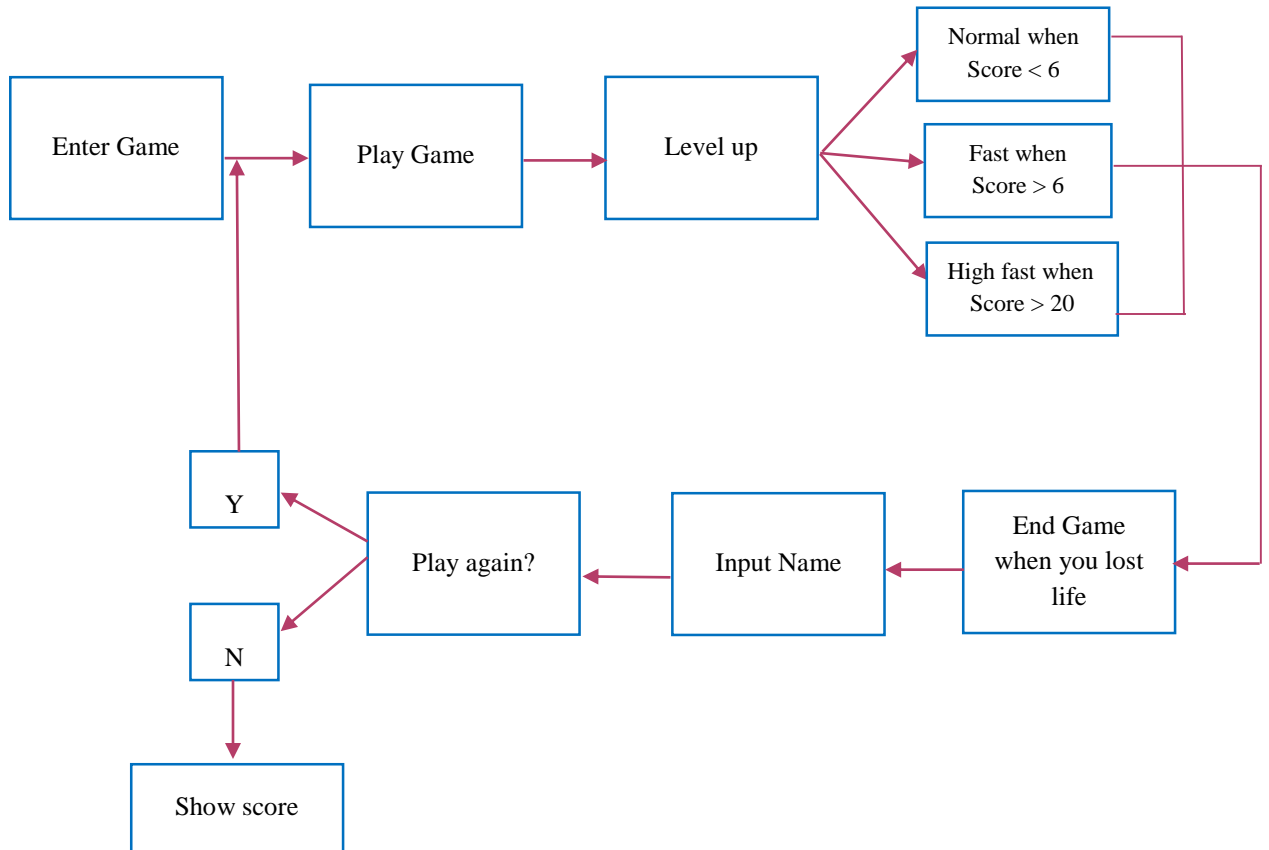 Enter Game
Play Game
Level up
Normal when
Score < 6
Fast when
Score > 6
High fast when
Score > 20
End Game
when you lost
life
Input Name
Play again?
Y
N
Show score